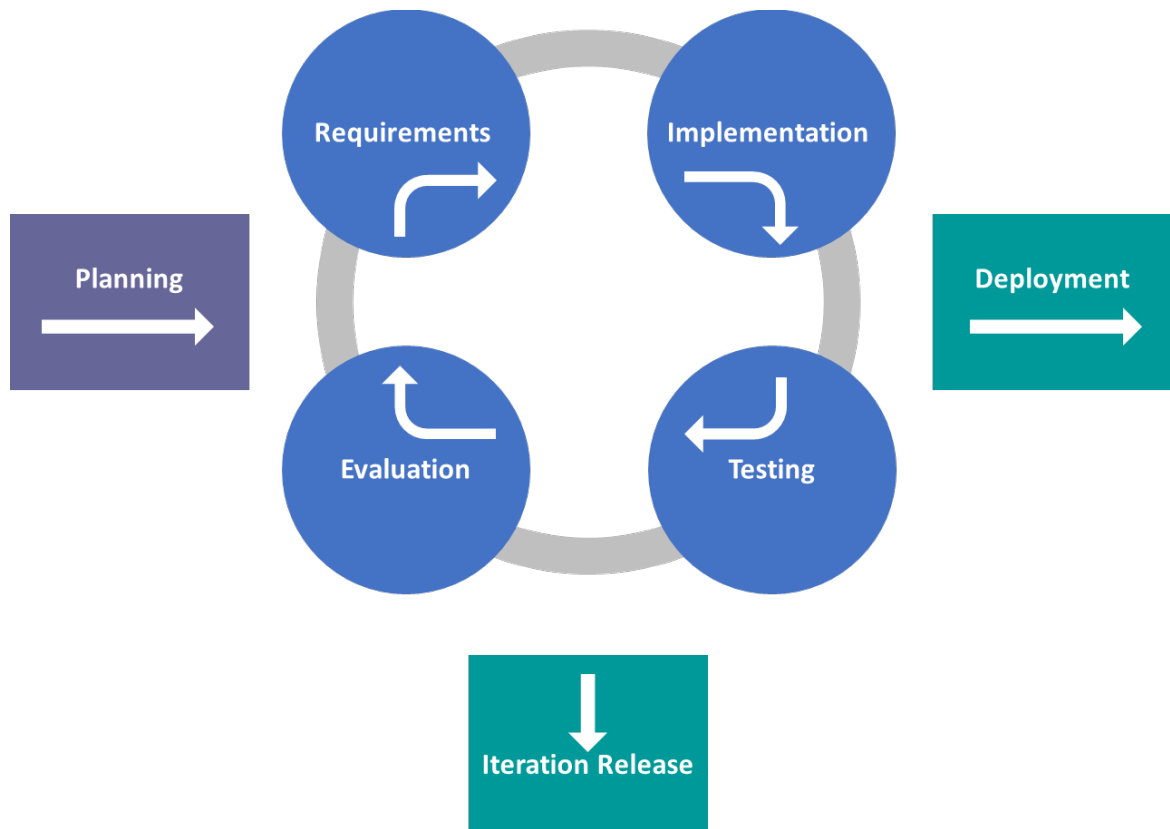 Requirements
Implementation
Planning
Deployment
Evaluation
Testing
Iteration Release